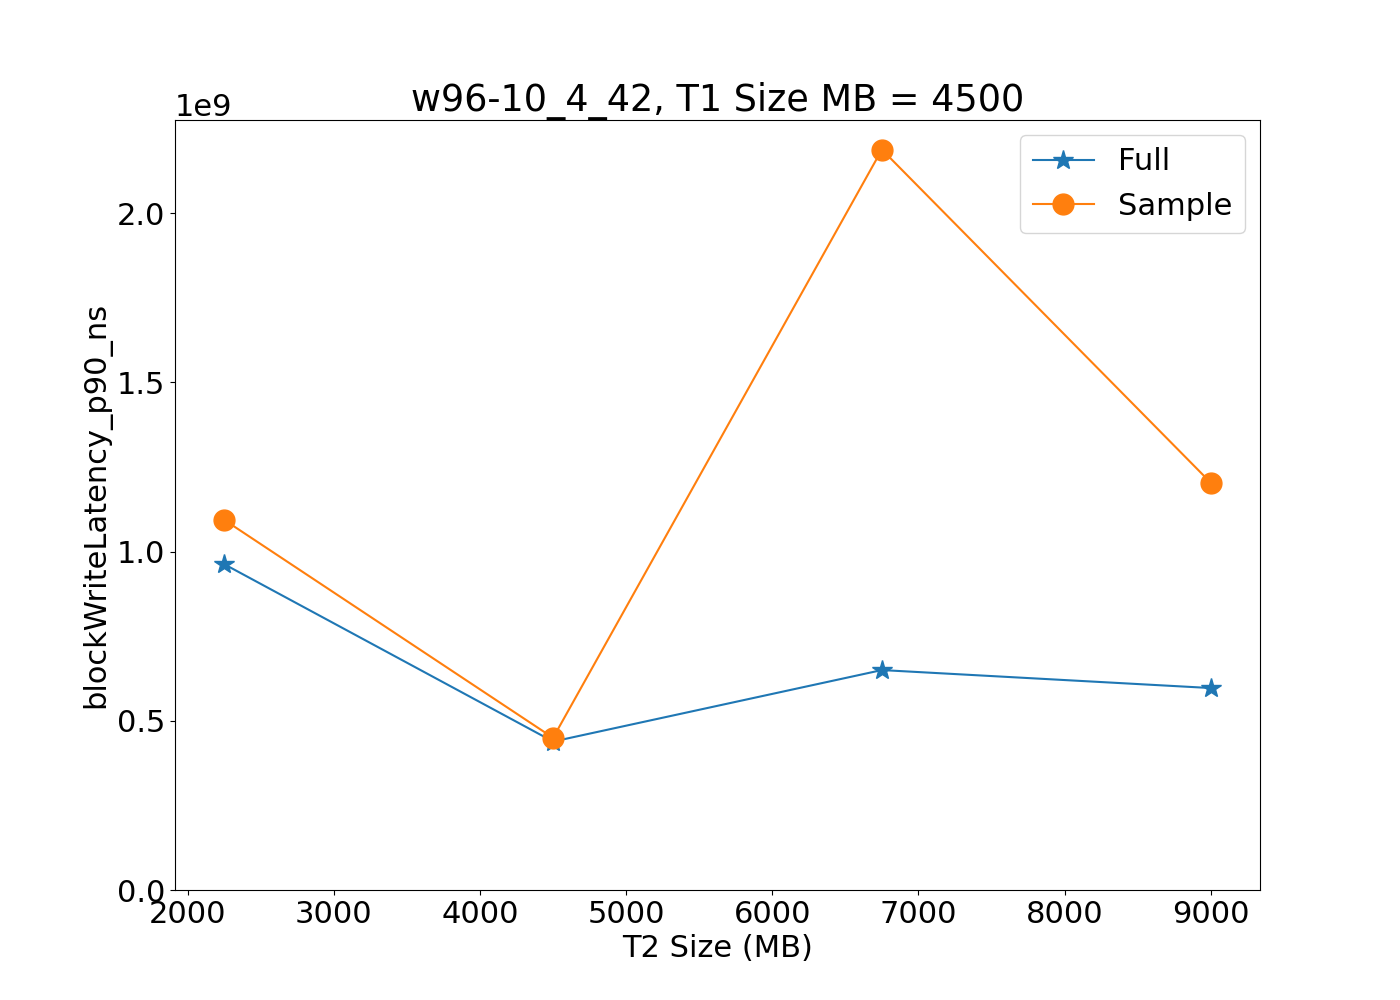 w96-10_4_42, T1 Size MB = 4500
1e9
Full
Sample
2.0
1.5
1.0
0.5
0.0
blockWriteLatency_p90_ns
2000 3000 4000 5000 6000 7000 8000 9000
T2 Size (MB)